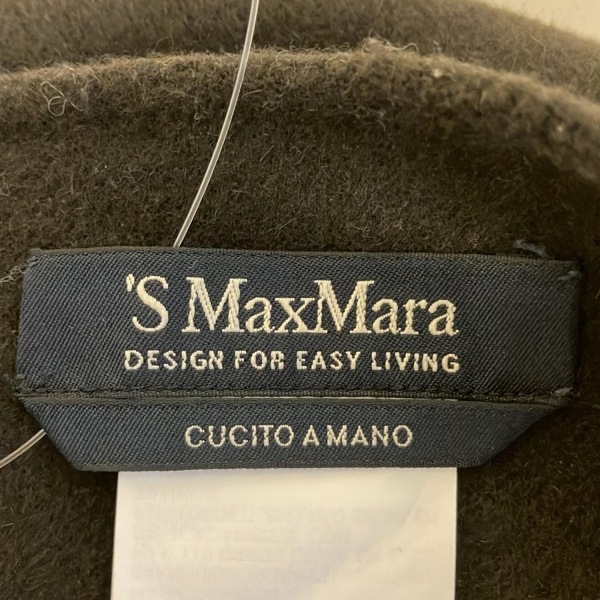 'S MaxMara
DESIGN FOR EASY LIVING
CUCITO A MANO